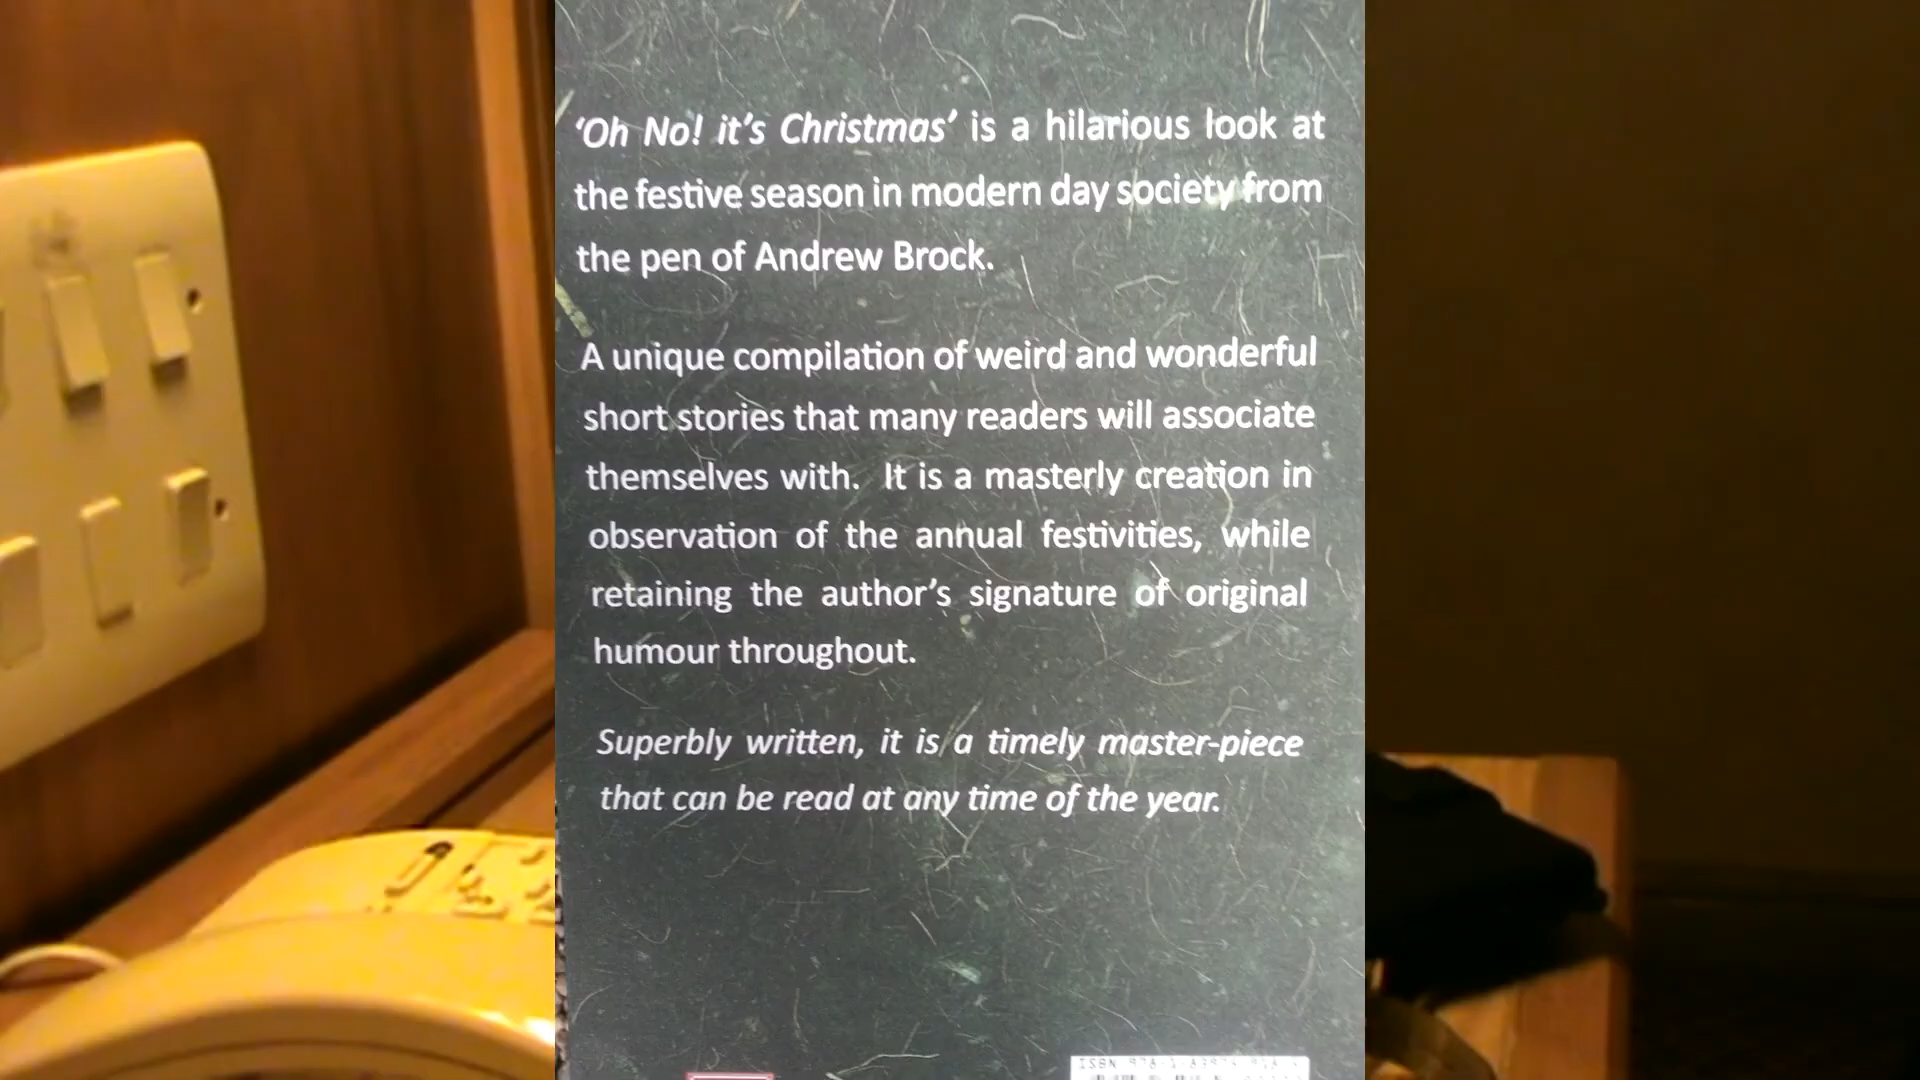 ‘Oh No! it’s Christmas’ is a hilarious look at
the festive season in modern day society from
the pen of Andrew Brock.
A unique compilation of weird and wonderful
short stories that many readers will associate
themselves with. It is a masterly creation in
observation of the annual festivities, while
retaining the author’s signature of original
humour throughout.
Superbly written, it is a timely master-piece
that can be read at any time of the year.
ISBN